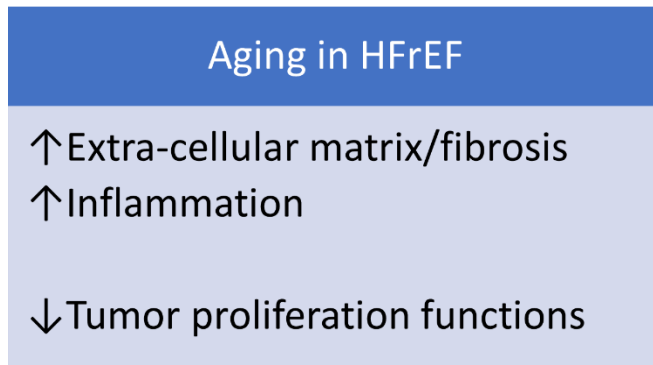 Aging in HFrEF
↑Extra-cellular matrix/fibrosis
↑Inflammation
↓Tumor proliferation functions